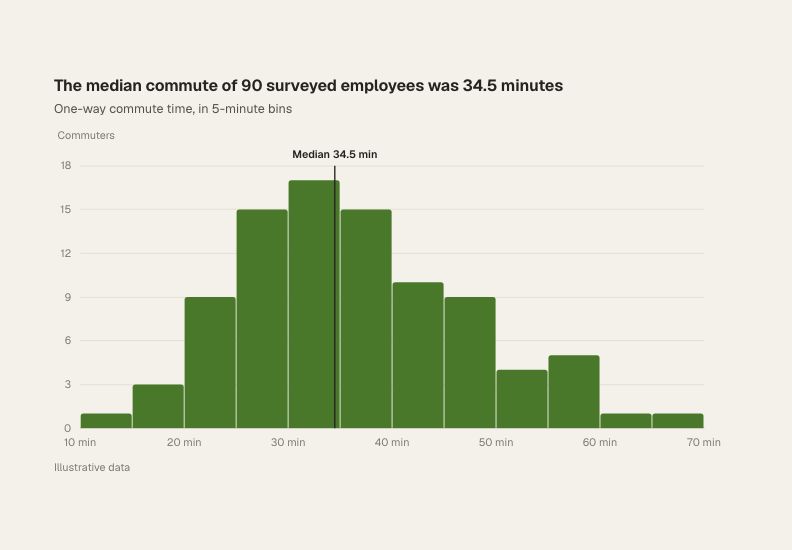 The median commute of 90 surveyed employees was 34.5 minutes
One-way commute time, in 5-minute bins
Commuters
Median 34.5 min
18
15
12
9
6
3
0
10 min 20 min 30 min 40 min 50 min 60 min 70 min
Illustrative data